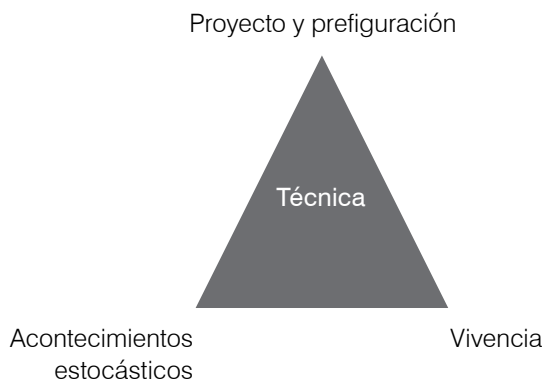 Proyecto y prefiguración
Técnica
Acontecimientos
estocásticos
Vivencia